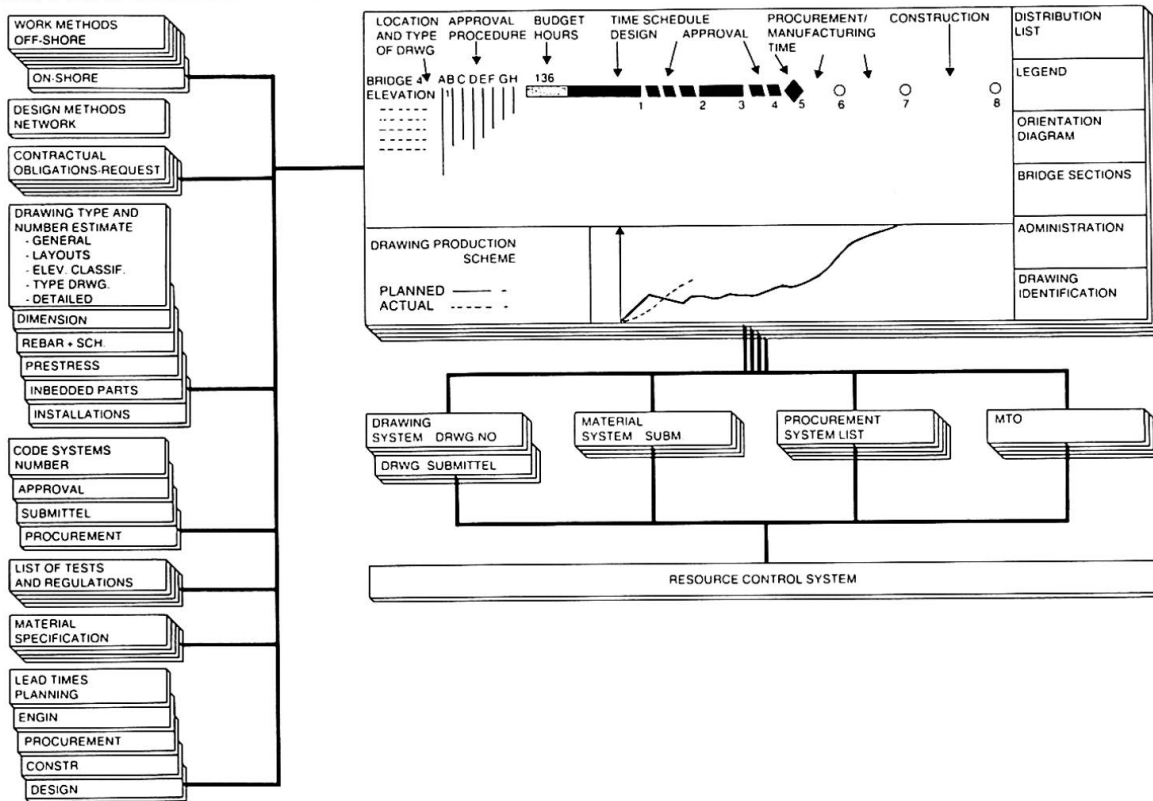 WORK METHODS
OFF-SHORE
ON-SHORE
DESIGN METHODS
NETWORK
CONTRACTUAL
OBLIGATIONS-REQUEST
DRAWING TYPE AND
NUMBER ESTIMATE
- GENERAL
- LAYOUTS
- ELEV. CLASSIF.
- TYPE DRWG.
- DETAILED
DIMENSION
REBAR + SCH.
PRESTRESS
INBEDDED PARTS
INSTALLATIONS
CODE SYSTEMS
NUMBER
APPROVAL
SUBMITTEL
PROCUREMENT
LIST OF TESTS
AND REGULATIONS
MATERIAL
SPECIFICATION
LEAD TIMES
PLANNING
ENGIN
PROCUREMENT
CONSTR
DESIGN
LOCATION
AND TYPE
OF DRWG
APPROVAL
PROCEDURE
BUDGET
HOURS
TIME SCHEDULE
DESIGN APPROVAL
PROCUREMENT/
MANUFACTURING
TIME
CONSTRUCTION
BRIDGE 4
ELEVATION
A B C D E F G H
1
136
1 2 3 4 5 6 7 8
DRAWING PRODUCTION
SCHEME
PLANNED
ACTUAL
DISTRIBUTION
LIST
LEGEND
ORIENTATION
DIAGRAM
BRIDGE SECTIONS
ADMINISTRATION
DRAWING
IDENTIFICATION
DRAWING
SYSTEM DRWG NO
DRWG SUBMITTEL
MATERIAL
SYSTEM SUBM
PROCUREMENT
SYSTEM LIST
MTO
RESOURCE CONTROL SYSTEM